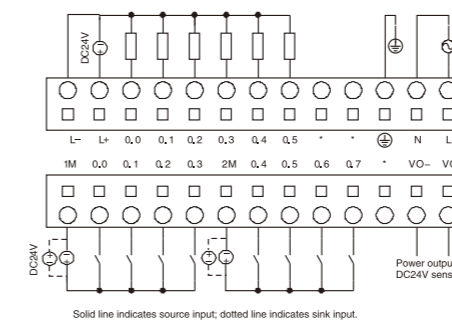 DC24V
L− L+ 0.0 0.1 0.2 0.3 0.4 0.5 * * N L
1M 0.0 0.1 0.2 0.3 2M 0.4 0.5 0.6 0.7 * VO−
DC24V
Power
DC24V
Solid line indicates source input; dotted line indicates sink input.